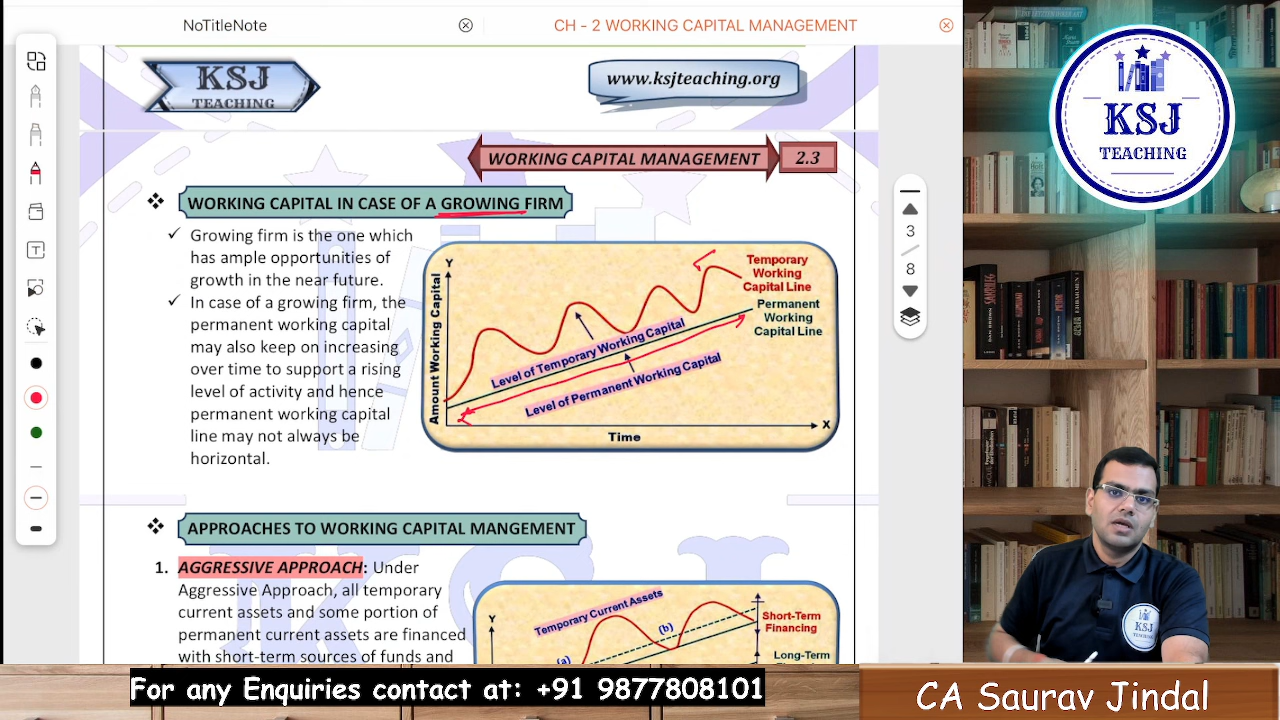 NoTitleNote
CH - 2 WORKING CAPITAL MANAGEMENT
KSJ
TEACHING
www.ksjteaching.org
WORKING CAPITAL MANAGEMENT
2.3
WORKING CAPITAL IN CASE OF A GROWING FIRM
Growing firm is the one which
has ample opportunities of
growth in the near future.
In case of a growing firm, the
permanent working capital
may also keep on increasing
over time to support a rising
level of activity and hence
permanent working capital
line may not always be
horizontal.
Y
Amount Working Capital
Temporary
Working
Capital Line
Permanent
Working
Capital Line
Level of Temporary Working Capital
Level of Permanent Working Capital
X
Time
3
8
APPROACHES TO WORKING CAPITAL MANGEMENT
1. AGGRESSIVE APPROACH: Under
Aggressive Approach, all temporary
current assets and some portion of
permanent current assets are financed
with short-term sources of funds and
Y
Temporary Current Assets
(a)
(b)
Short-Term
Financing
Long-Term
KSJ
TEACHING
KSJ
TEACHING
For any Enquiries contact at: +91 9877808101
CA Saurav Jindal